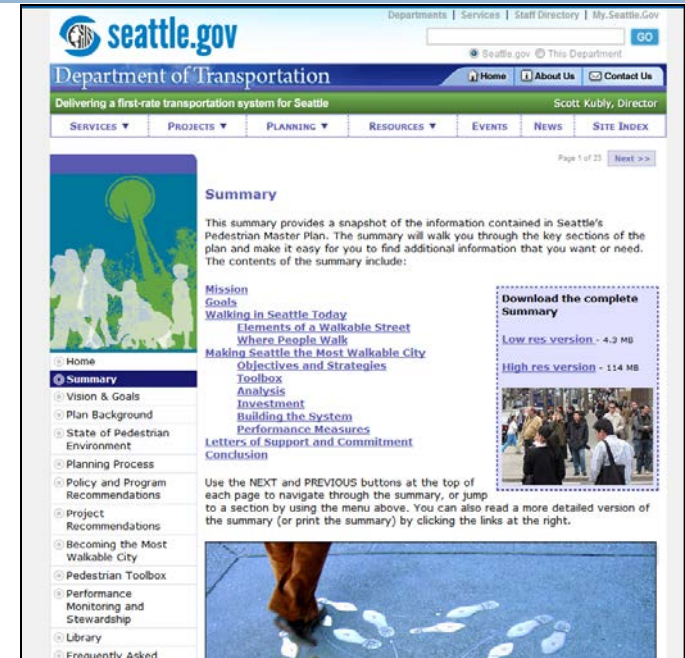 Departments | Services | Staff Directory | My.Seattle.Gov
seattle.gov
GO
Seattle.gov This Department
Department of Transportation
Home
About Us
Contact Us
Delivering a first-rate transportation system for Seattle
Scott Kubly, Director
SERVICES ▼ PROJECTS ▼ PLANNING ▼ RESOURCES ▼ EVENTS NEWS SITE INDEX
Page 1 of 23
Next >>
Summary
This summary provides a snapshot of the information contained in Seattle's
Pedestrian Master Plan. The summary will walk you through the key sections of the
plan and make it easy for you to find additional information that you want or need.
The contents of the summary include:
Mission
Goals
Walking in Seattle Today
Elements of a Walkable Street
Where People Walk
Making Seattle the Most Walkable City
Objectives and Strategies
Toolbox
Analysis
Investment
Building the System
Performance Measures
Letters of Support and Commitment
Conclusion
Download the complete
Summary
Low res version - 4.3 MB
High res version - 114 MB
Use the NEXT and PREVIOUS buttons at the top of
each page to navigate through the summary, or jump
to a section by using the menu above. You can also read a more detailed version of
the summary (or print the summary) by clicking the links at the right.
Home
Summary
Vision & Goals
Plan Background
State of Pedestrian
Environment
Planning Process
Policy and Program
Recommendations
Project
Recommendations
Becoming the Most
Walkable City
Pedestrian Toolbox
Performance
Monitoring and
Stewardship
Library
Frequently Asked